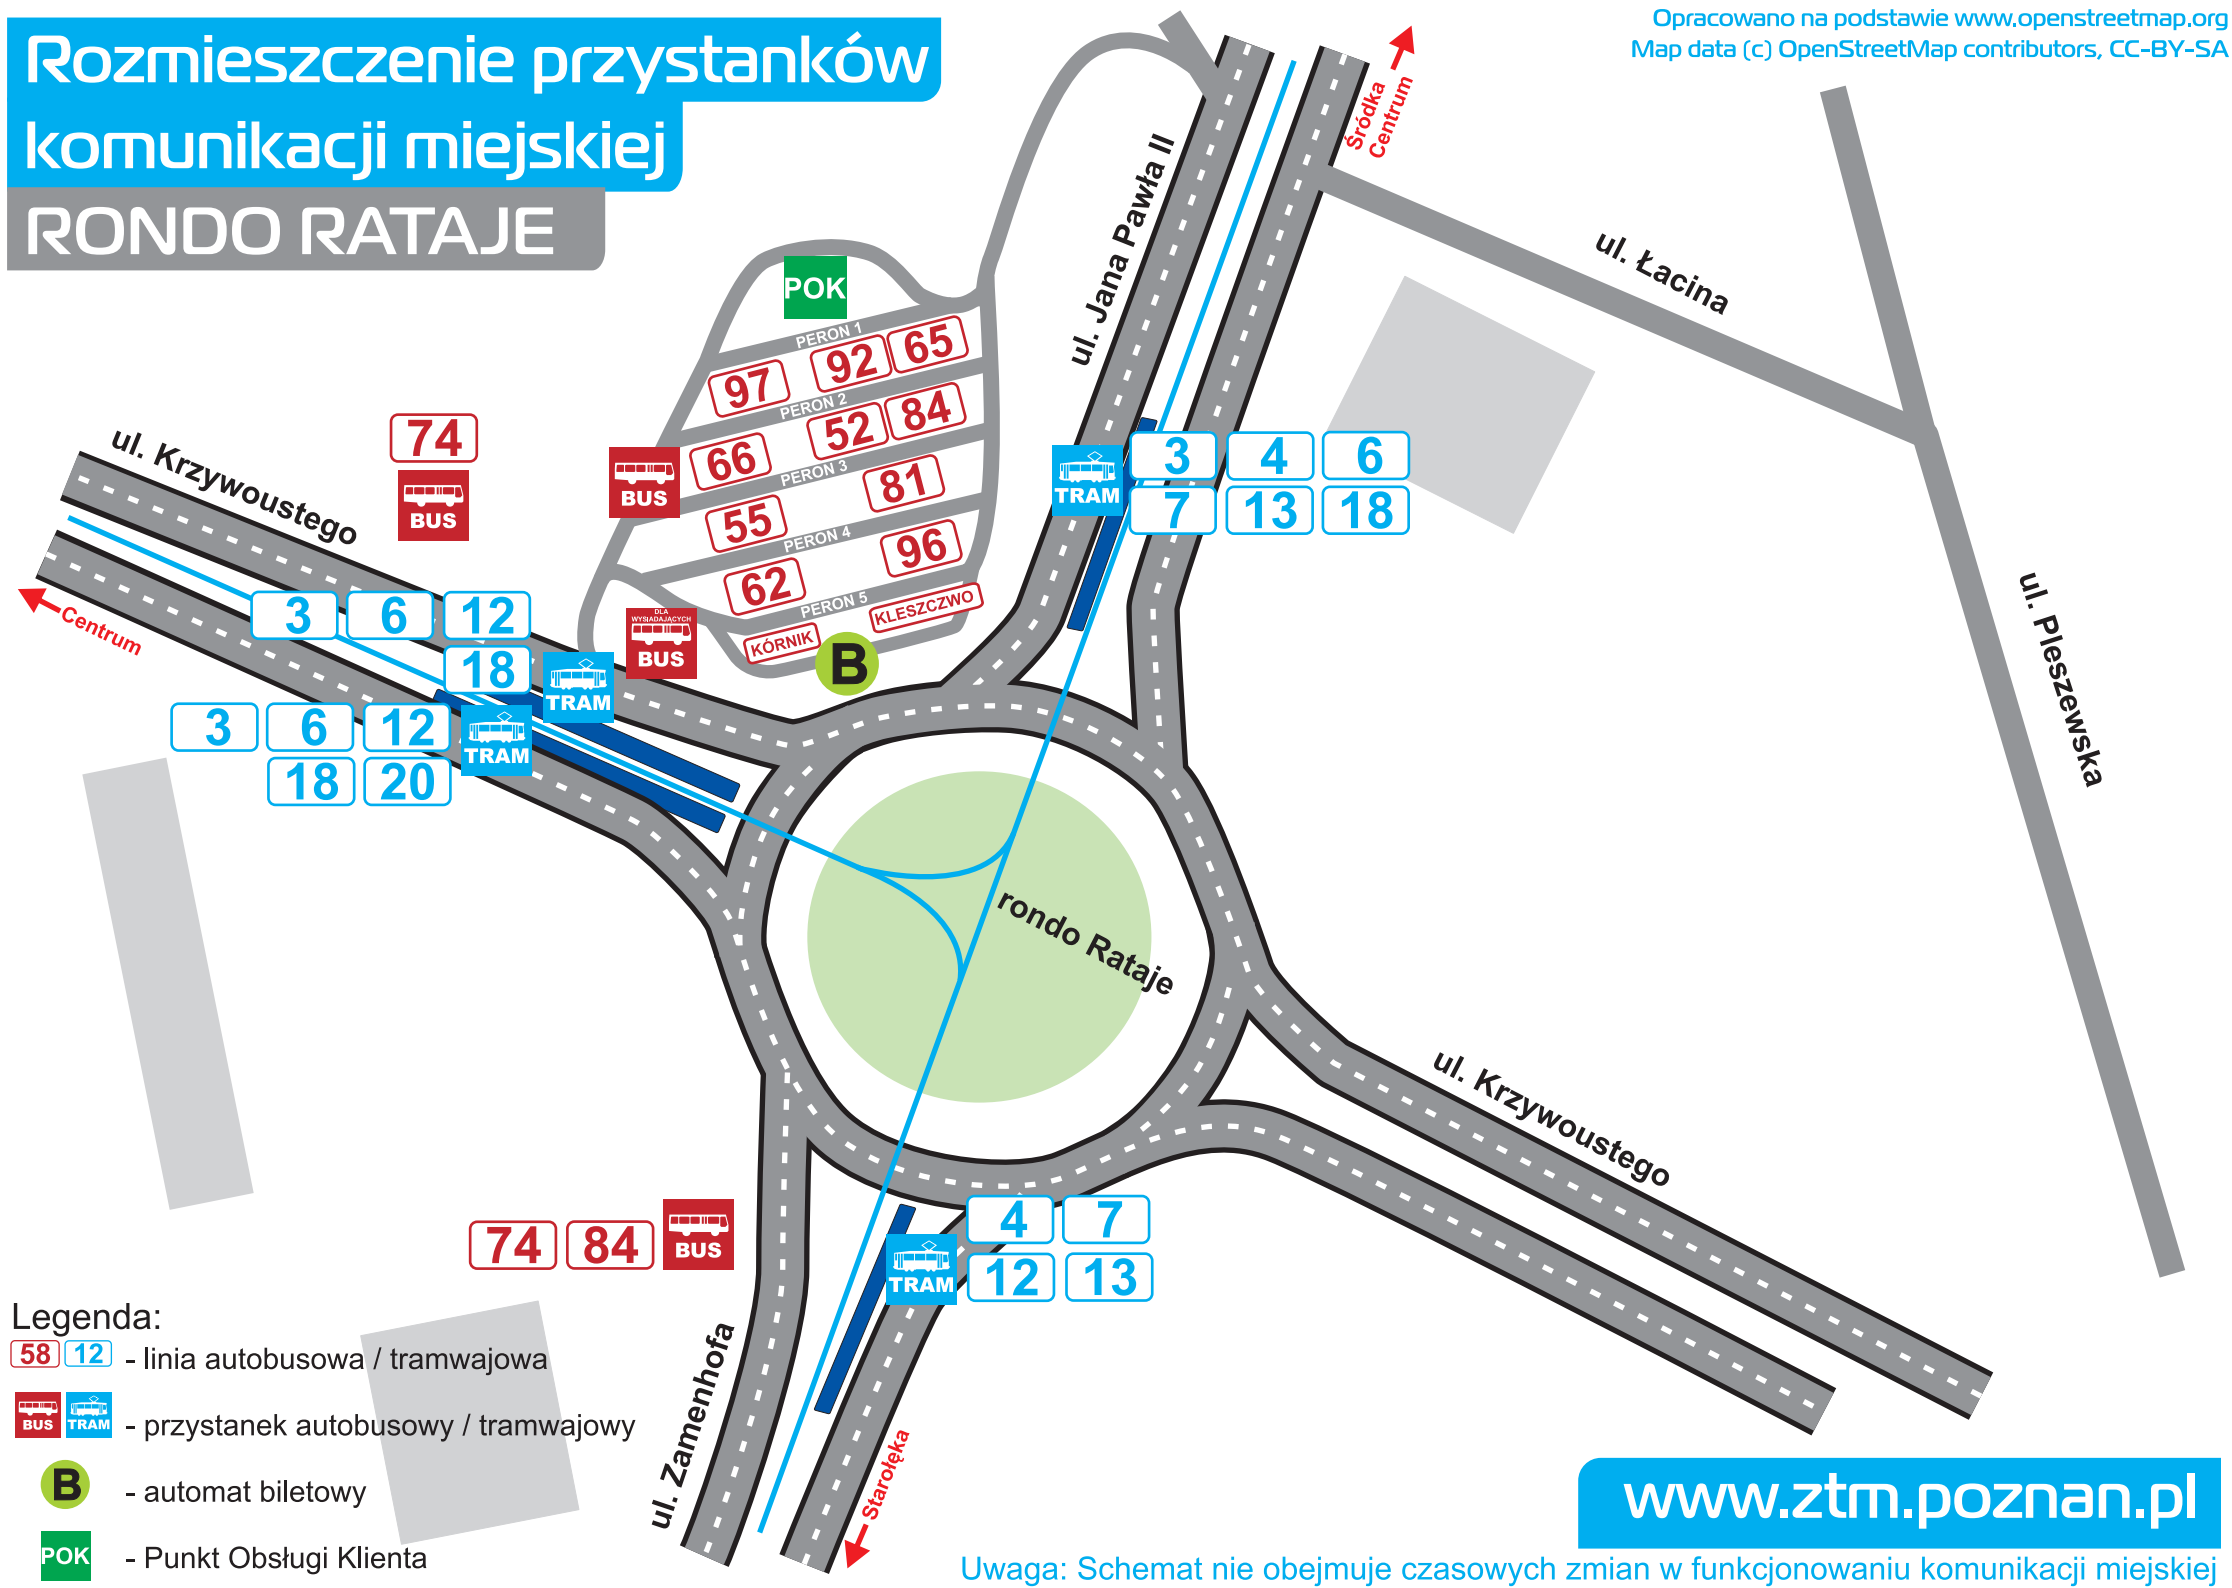 Rozmieszczenie przystanków
komunikacji miejskiej
RONDO RATAJE
Opracowano na podstawie www.openstreetmap.org
Map data (c) OpenStreetMap contributors, CC-BY-SA
Śródka
Centrum
ul. Jana Pawła II
ul. Łacina
ul. Pleszewska
POK
PERON 1
97 92 65
PERON 2
66 52 84
PERON 3
55 81
PERON 4
62 96
PERON 5
KÓRNIK KLESZCZWO
B
BUS
DLA
WYSIADAJĄCYCH
BUS
74
BUS
ul. Krzywoustego
Centrum
3 6 12
18
TRAM
3 6 12
18 20
TRAM
TRAM
3 4 6
7 13 18
rondo Rataje
ul. Krzywoustego
74 84
BUS
TRAM
4 7
12 13
ul. Zamenhofa
Starołęka
Legenda:
58 12 - linia autobusowa / tramwajowa
BUS TRAM - przystanek autobusowy / tramwajowy
B - automat biletowy
POK - Punkt Obsługi Klienta
www.ztm.poznan.pl
Uwaga: Schemat nie obejmuje czasowych zmian w funkcjonowaniu komunikacji miejskiej